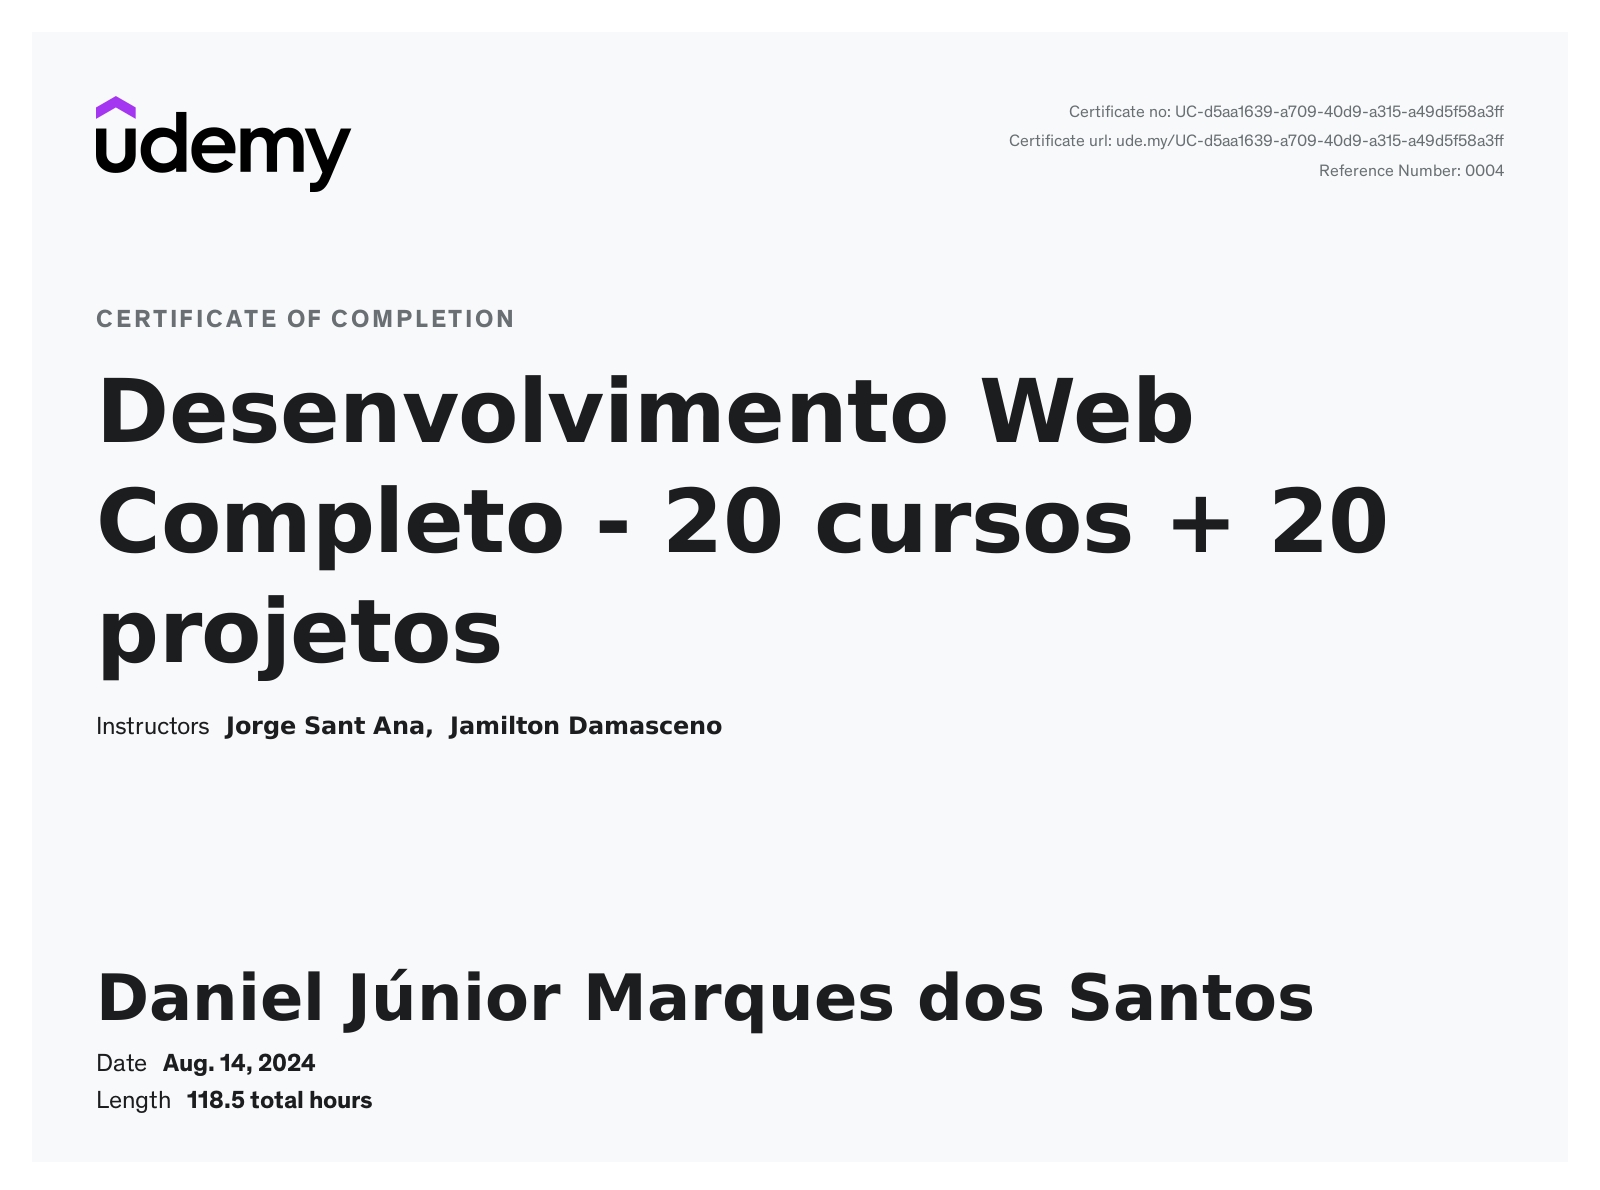 udemy
Certificate no: UC-d5aa1639-a709-40d9-a315-a49d5f58a3ff
Certificate url: ude.my/UC-d5aa1639-a709-40d9-a315-a49d5f58a3ff
Reference Number: 0004
CERTIFICATE OF COMPLETION
Desenvolvimento Web
Completo - 20 cursos + 20
projetos
Instructors Jorge Sant Ana, Jamilton Damasceno
Daniel Júnior Marques dos Santos
Date Aug. 14, 2024
Length 118.5 total hours